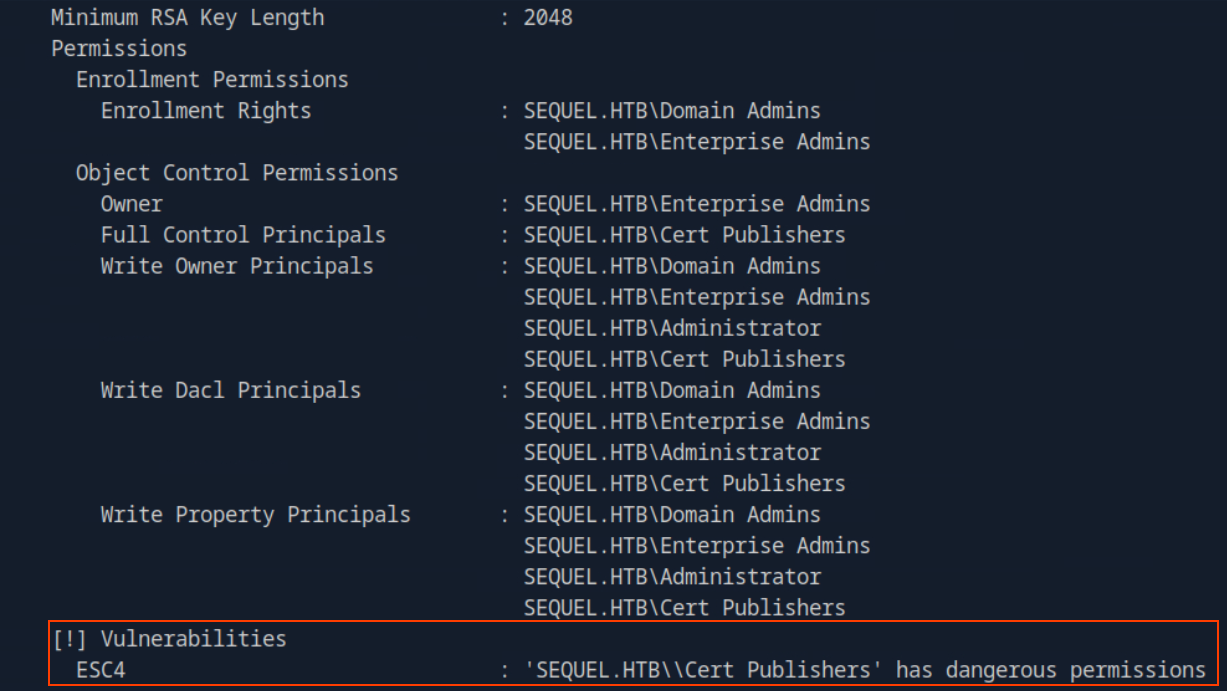 Minimum RSA Key Length : 2048
Permissions
Enrollment Permissions
Enrollment Rights : SEQUEL.HTB\Domain Admins
SEQUEL.HTB\Enterprise Admins
Object Control Permissions
Owner : SEQUEL.HTB\Enterprise Admins
Full Control Principals : SEQUEL.HTB\Cert Publishers
Write Owner Principals : SEQUEL.HTB\Domain Admins
SEQUEL.HTB\Enterprise Admins
SEQUEL.HTB\Administrator
SEQUEL.HTB\Cert Publishers
Write Dacl Principals : SEQUEL.HTB\Domain Admins
SEQUEL.HTB\Enterprise Admins
SEQUEL.HTB\Administrator
SEQUEL.HTB\Cert Publishers
Write Property Principals : SEQUEL.HTB\Domain Admins
SEQUEL.HTB\Enterprise Admins
SEQUEL.HTB\Administrator
SEQUEL.HTB\Cert Publishers
[!] Vulnerabilities
ESC4 : 'SEQUEL.HTB\\Cert Publishers' has dangerous permissions